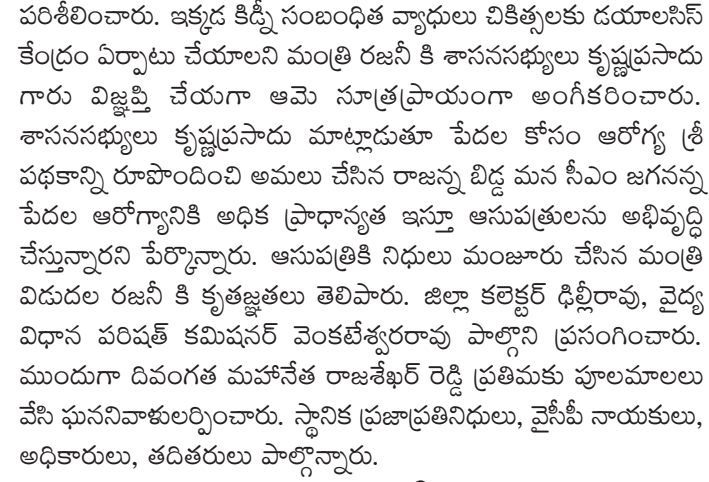 పరిశీలించారు. ఇక్కడ కిడ్నీ సంబంధిత వ్యాధులు చికిత్సలకు డయాలసిస్
కేంద్రం ఏర్పాటు చేయాలని మంత్రి రజనీ కి శాసనసభ్యులు కృష్ణప్రసాదు
గారు విజ్ఞప్తి చేయగా ఆమె సూత్రప్రాయంగా అంగీకరించారు.
శాసనసభ్యులు కృష్ణప్రసాదు మాట్లాడుతూ పేదల కోసం ఆరోగ్య శ్రీ
పథకాన్ని రూపొందించి అమలు చేసిన రాజన్న బిడ్డ మన సీఎం జగనన్న
పేదల ఆరోగ్యానికి అధిక ప్రాధాన్యత ఇస్తూ ఆసుపత్రులను అభివృద్ధి
చేస్తున్నారని పేర్కొన్నారు. ఆసుపత్రికి నిధులు మంజూరు చేసిన మంత్రి
విడుదల రజనీ కి కృతజ్ఞతలు తెలిపారు. జిల్లా కలెక్టర్ ఢిల్లీరావు, వైద్య
విధాన పరిషత్ కమిషనర్ వెంకటేశ్వరరావు పాల్గొని ప్రసంగించారు.
ముందుగా దివంగత మహానేత రాజశేఖర్ రెడ్డి ప్రతిమకు పూలమాలలు
వేసి ఘననివాళులర్పించారు. స్థానిక ప్రజాప్రతినిధులు, వైసీపీ నాయకులు,
అధికారులు, తదితరులు పాల్గొన్నారు.